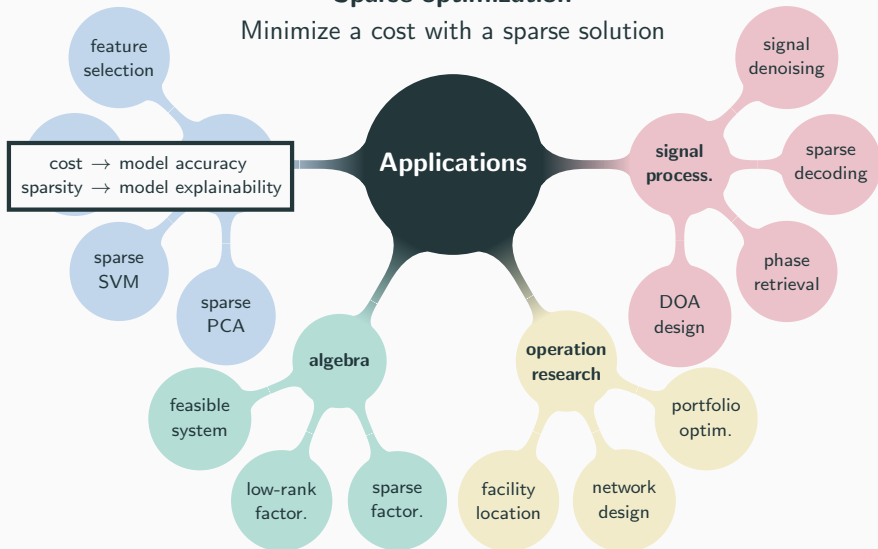 Sparse optimization
Minimize a cost with a sparse solution
feature
selection
cost → model accuracy
sparsity → model explainability
sparse
SVM
sparse
PCA
Applications
signal
process.
signal
denoising
sparse
decoding
phase
retrieval
DOA
design
algebra
feasible
system
low-rank
factor.
sparse
factor.
operation
research
portfolio
optim.
facility
location
network
design